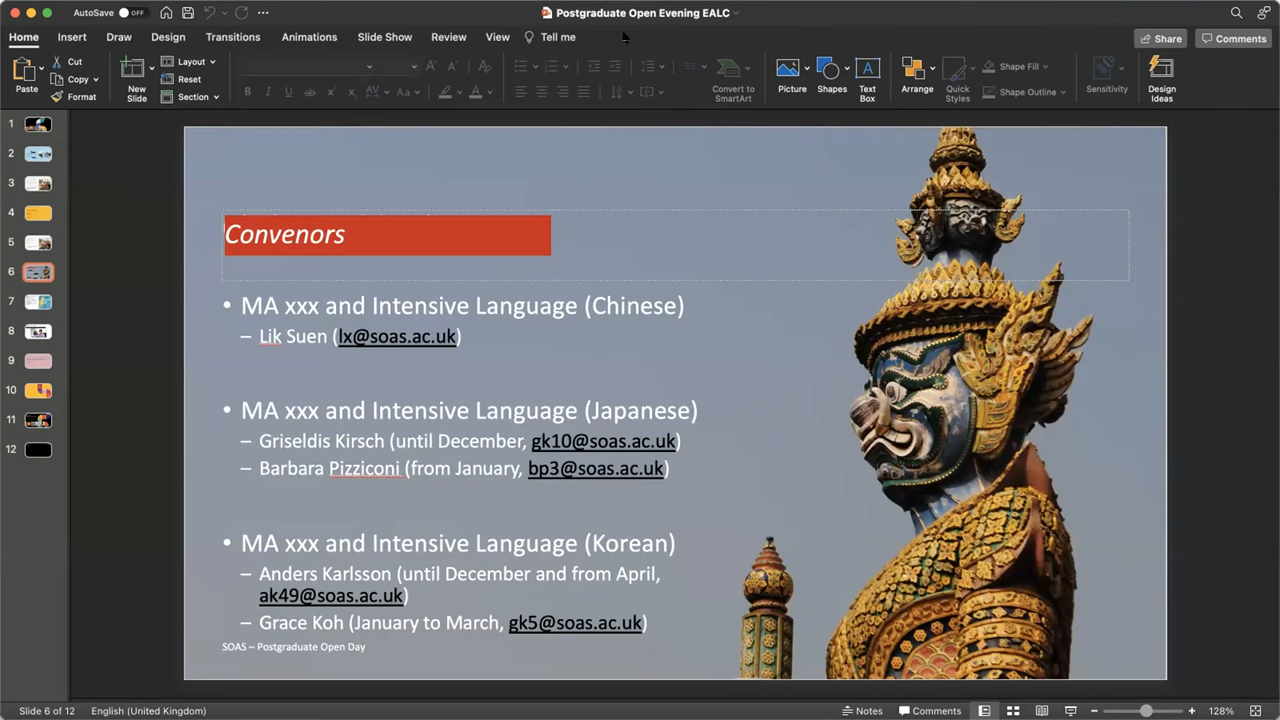 AutoSave OFF
Postgraduate Open Evening EALC
Home Insert Draw Design Transitions Animations Slide Show Review View Tell me
Share Comments
Paste
Cut
Copy
Format
New Slide
Layout
Reset
Section
B I U ab x² x₂ AV Aa A
Convert to SmartArt
Picture
Shapes
Text Box
Arrange
Quick Styles
Shape Fill
Shape Outline
Sensitivity
Design Ideas
1
2
3
4
5
6
7
8
9
10
11
12
Convenors
• MA xxx and Intensive Language (Chinese)
– Lik Suen (lx@soas.ac.uk)
• MA xxx and Intensive Language (Japanese)
– Griseldis Kirsch (until December, gk10@soas.ac.uk)
– Barbara Pizziconi (from January, bp3@soas.ac.uk)
• MA xxx and Intensive Language (Korean)
– Anders Karlsson (until December and from April,
ak49@soas.ac.uk)
– Grace Koh (January to March, gk5@soas.ac.uk)
SOAS – Postgraduate Open Day
Slide 6 of 12 English (United Kingdom) Notes Comments 128%